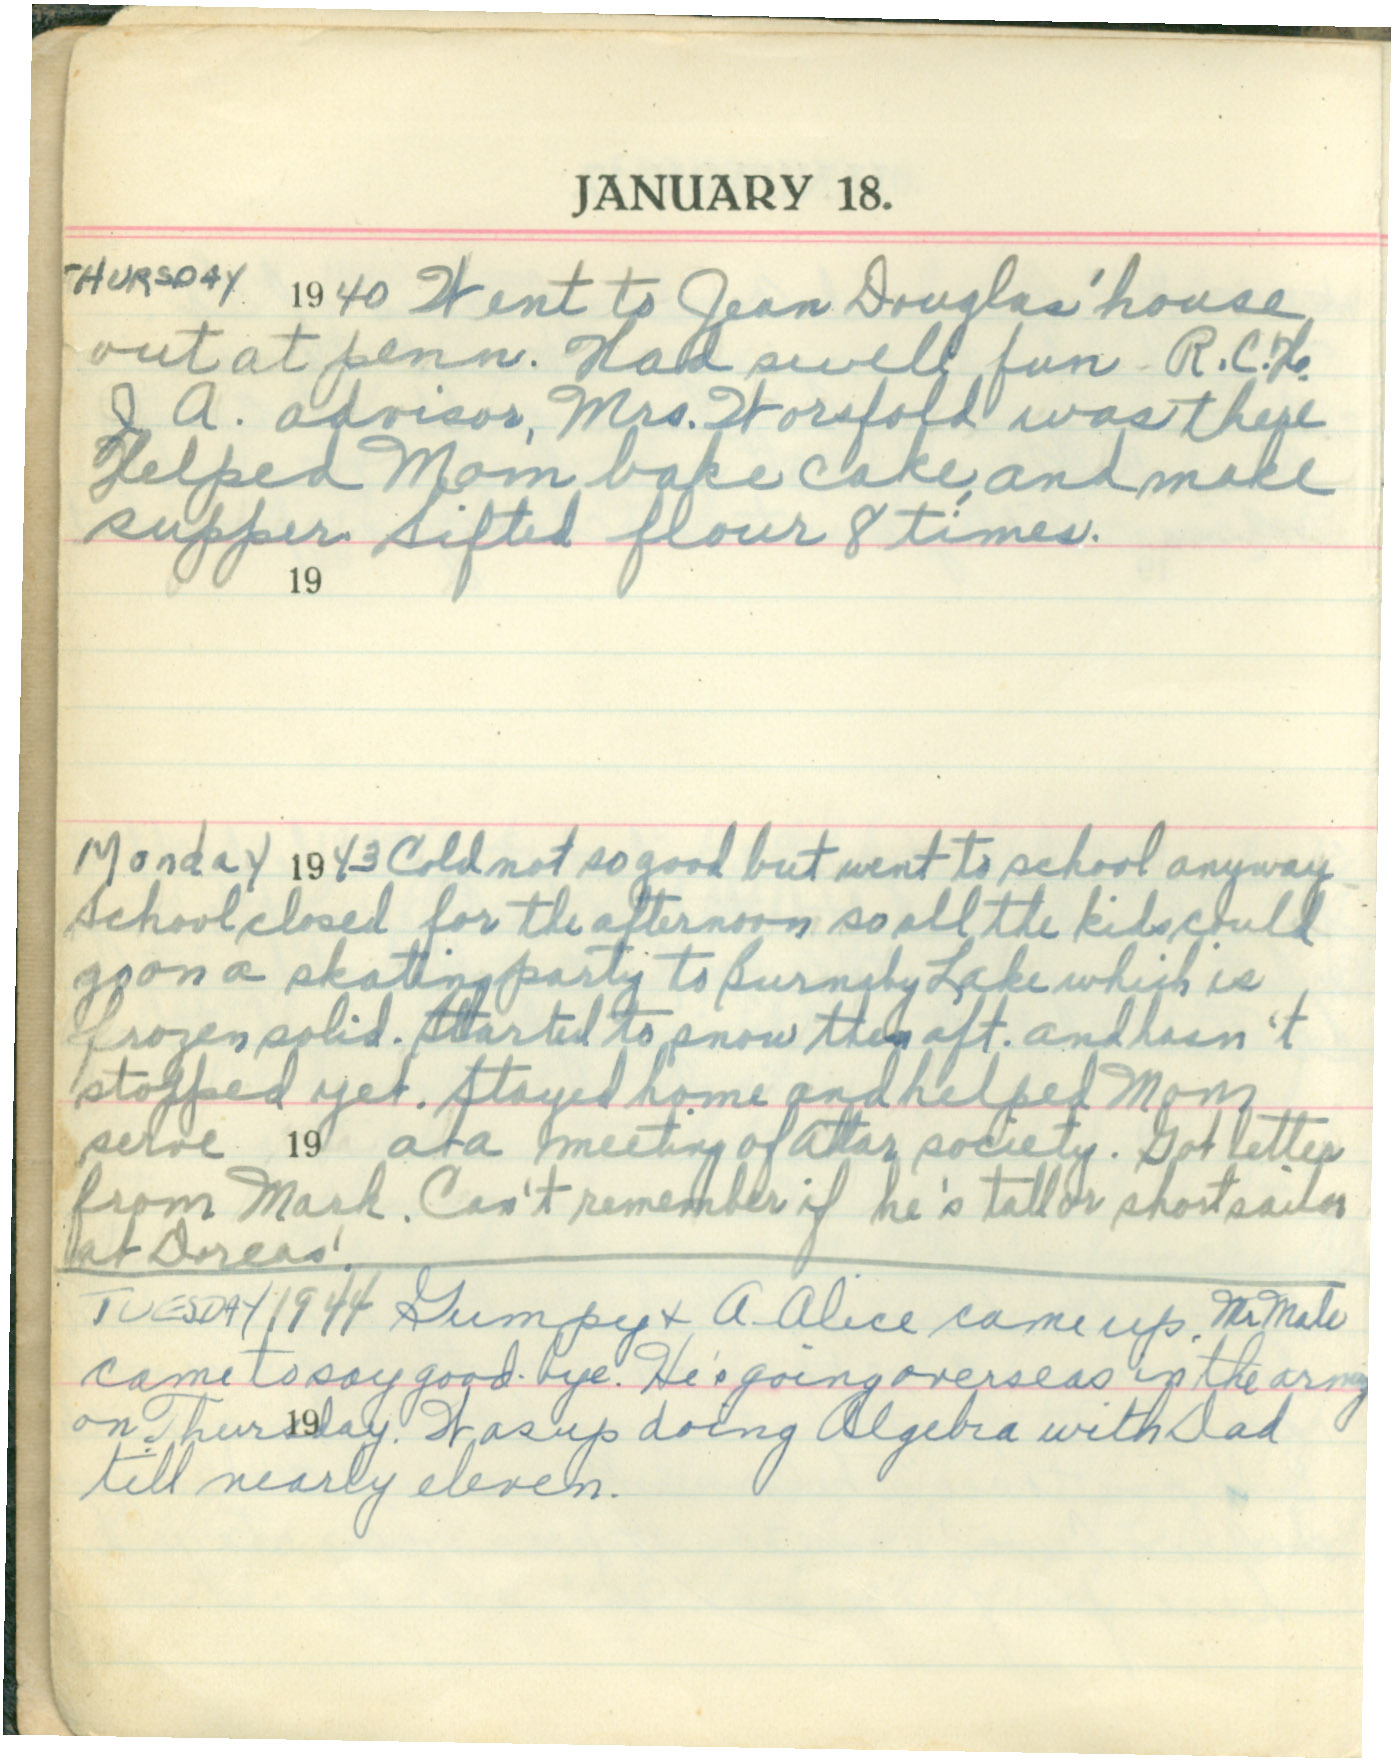 JANUARY 18.
THURSDAY 1940 Went to Jean Douglas' house
out at penn. Had swell fun. R.C.H.
J A. advisor, Mrs. Worsfold was there
Helped Mom bake cake, and make
supper. Sifted flour 8 times.
19
Monday 1943 Cold not so good but went to school anyway
School closed for the afternoon so all the kids could
go on a skating party to Burnaby Lake which is
frozen solid. Started to snow then aft. and hasn't
stopped yet. Stayed home and helped Mom
serve 19 at a meeting of Altar society. Got letter
from Mark. Can't remember if he's tall or short sailor
at Dorcas'.
TUESDAY 1944 Gumpy & A. Alice came up. Mr.
came to say good-bye. He's going overseas in the army
on Thursday. 19 Was up doing Algebra with Dad
till nearly eleven.